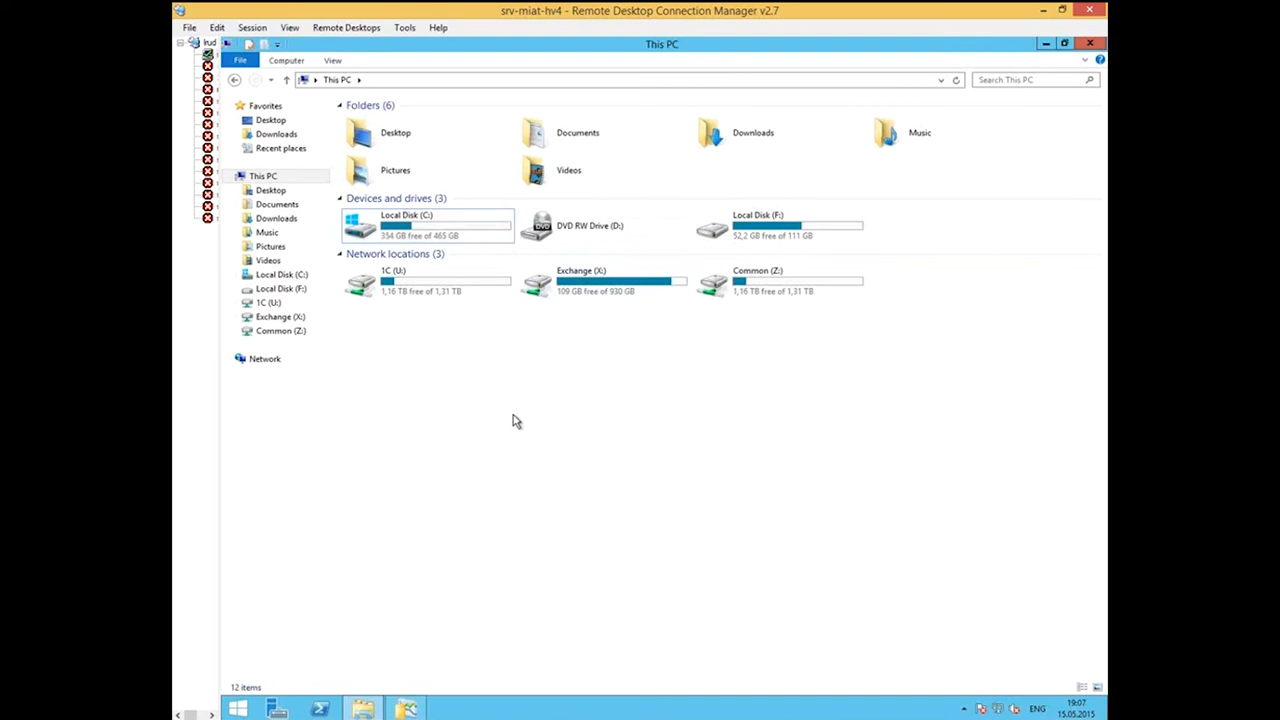 srv-miat-hv4 - Remote Desktop Connection Manager v2.7
File Edit Session View Remote Desktops Tools Help
lrud
This PC
File Computer View
This PC
Search This PC
Favorites
Desktop
Downloads
Recent places
This PC
Desktop
Documents
Downloads
Music
Pictures
Videos
Local Disk (C:)
Local Disk (F:)
1C (U:)
Exchange (X:)
Common (Z:)
Network
Folders (6)
Desktop Documents Downloads Music
Pictures Videos
Devices and drives (3)
Local Disk (C:)
354 GB free of 465 GB
DVD RW Drive (D:)
Local Disk (F:)
52,2 GB free of 111 GB
Network locations (3)
1C (U:)
1,16 TB free of 1,31 TB
Exchange (X:)
109 GB free of 930 GB
Common (Z:)
1,16 TB free of 1,31 TB
12 items
ENG
19:07
15.05.2015